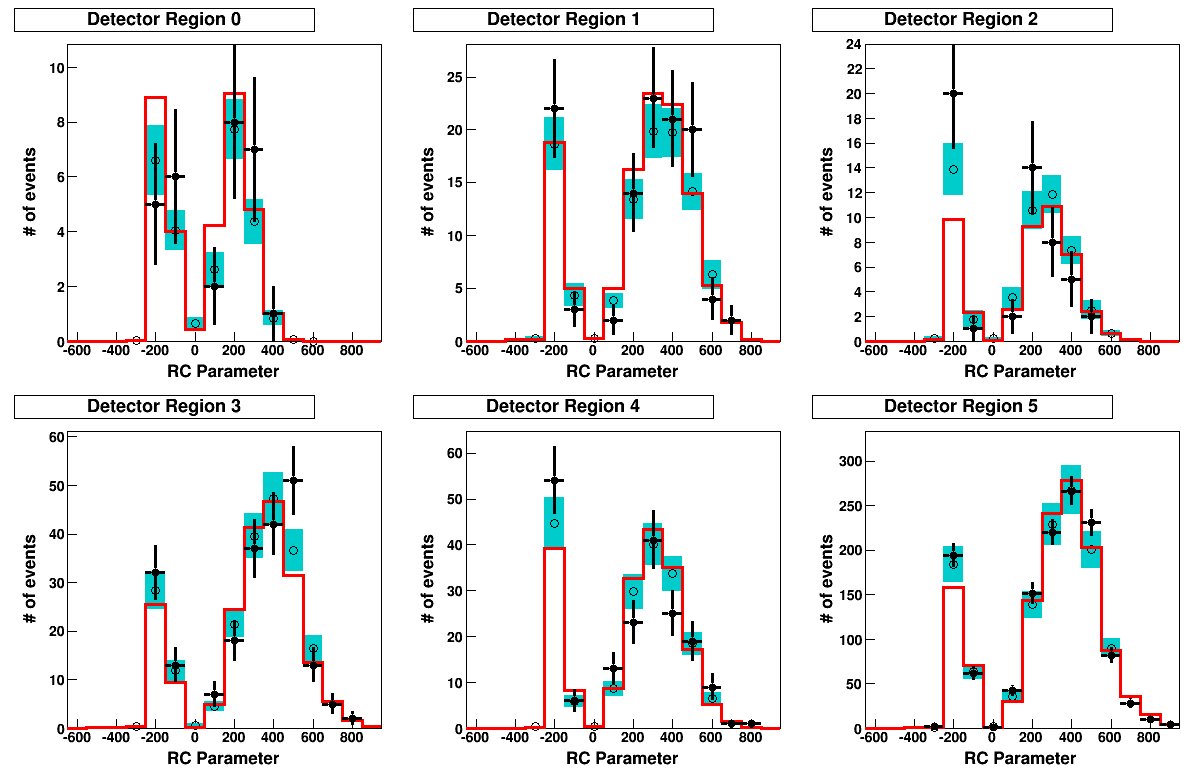 Detector Region 0
# of events
10
8
6
4
2
0
-600 -400 -200 0 200 400 600 800
RC Parameter
Detector Region 1
# of events
25
20
15
10
5
0
-600 -400 -200 0 200 400 600 800
RC Parameter
Detector Region 2
# of events
24
22
20
18
16
14
12
10
8
6
4
2
0
-600 -400 -200 0 200 400 600 800
RC Parameter
Detector Region 3
# of events
60
50
40
30
20
10
0
-600 -400 -200 0 200 400 600 800
RC Parameter
Detector Region 4
# of events
60
50
40
30
20
10
0
-600 -400 -200 0 200 400 600 800
RC Parameter
Detector Region 5
# of events
300
250
200
150
100
50
0
-600 -400 -200 0 200 400 600 800
RC Parameter